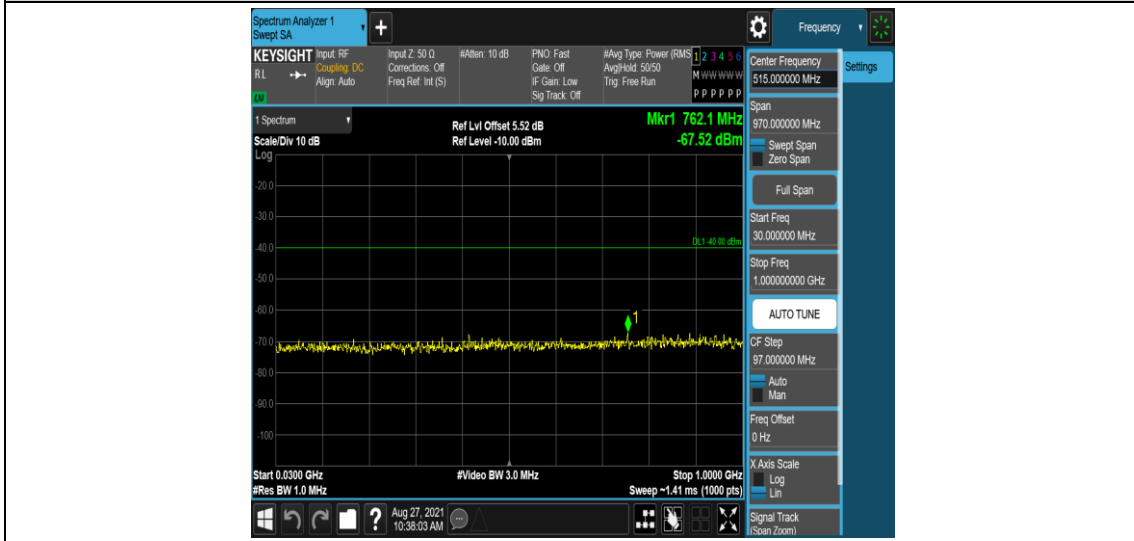 Spectrum Analyzer 1
Swept SA
+
Frequency
KEYSIGHT
RL
LXI
Input: RF
Coupling: DC
Align: Auto
Input Z: 50 Ω
Corrections: Off
Freq Ref: Int (S)
#Atten: 10 dB
PNO: Fast
Gate: Off
IF Gain: Low
Sig Track: Off
#Avg Type: Power (RMS
Avg|Hold: 50/50
Trig: Free Run
1 2 3 4 5 6
M W W W W W
P P P P P P
1 Spectrum
Scale/Div 10 dB
Log
Ref Lvl Offset 5.52 dB
Ref Level -10.00 dBm
Mkr1 762.1 MHz
-67.52 dBm
-20.0
-30.0
-40.0
DL1 -40.00 dBm
-50.0
-60.0
1
-70.0
-80.0
-90.0
-100
Start 0.0300 GHz
#Res BW 1.0 MHz
#Video BW 3.0 MHz
Stop 1.0000 GHz
Sweep ~1.41 ms (1000 pts)
?
Aug 27, 2021
10:38:03 AM
Center Frequency
515.000000 MHz
Settings
Span
970.000000 MHz
Swept Span
Zero Span
Full Span
Start Freq
30.000000 MHz
Stop Freq
1.000000000 GHz
AUTO TUNE
CF Step
97.000000 MHz
Auto
Man
Freq Offset
0 Hz
X Axis Scale
Log
Lin
Signal Track
(Span Zoom)